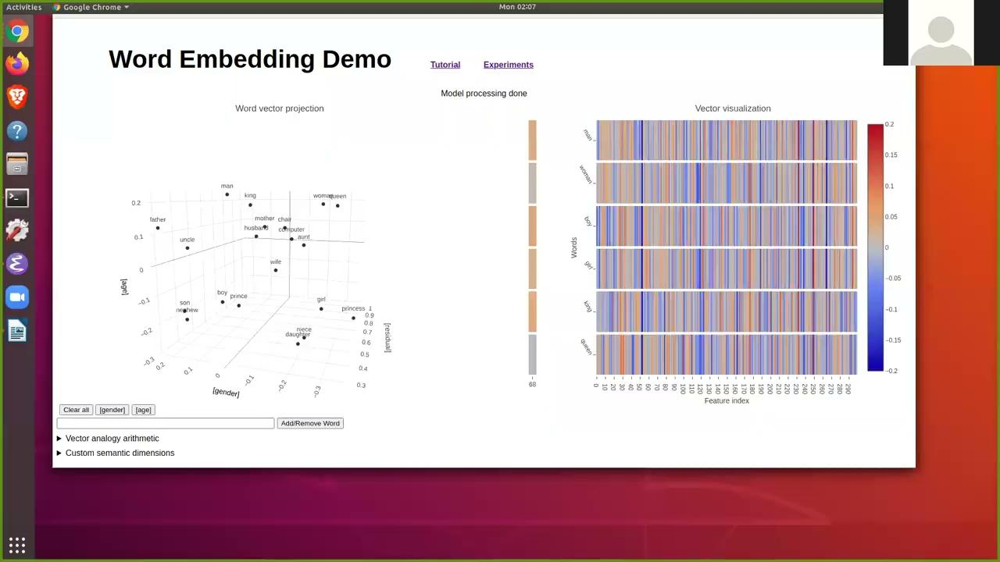 Activities
Google Chrome
Mon 02:07
Word Embedding Demo
Tutorial
Experiments
Model processing done
Word vector projection
Vector visualization
man
king
woman
queen
father
mother
chair
husband
computer
aunt
uncle
wife
boy
prince
girl
princess
son
nephew
niece
daughter
0.2
0.1
0
−0.1
−0.2
−0.3
[age]
0.2
0.1
0
−0.1
−0.2
−0.3
[gender]
1
0.9
0.8
0.7
0.6
0.5
0.4
0.3
[residual]
68
man
woman
boy
girl
king
queen
Words
0 10 20 30 40 50 60 70 80 90 100 110 120 130 140 150 160 170 180 190 200 210 220 230 240 250 260 270 280 290
Feature index
0.2
0.15
0.1
0.05
0
−0.05
−0.1
−0.15
−0.2
Clear all [gender] [age]
Add/Remove Word
Vector analogy arithmetic
Custom semantic dimensions